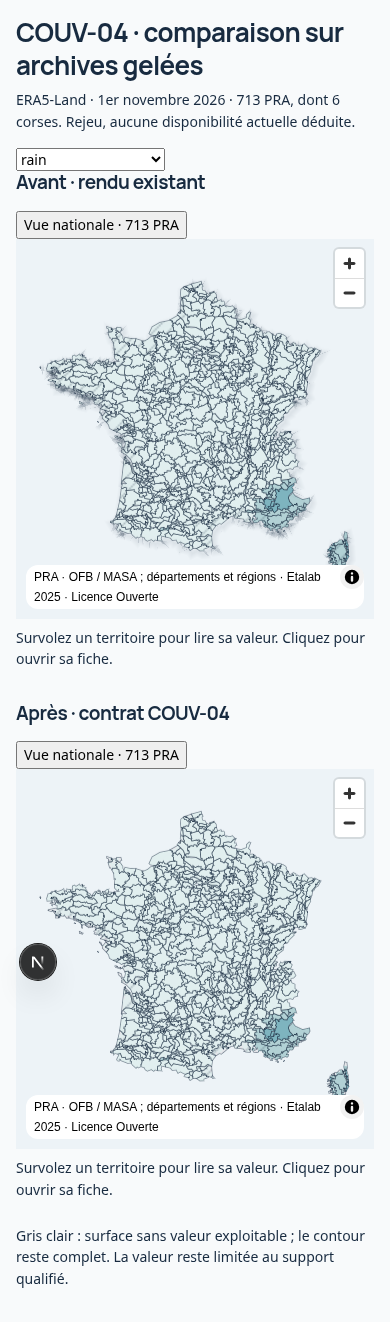 COUV-04 · comparaison sur
archives gelées
ERA5-Land · 1er novembre 2026 · 713 PRA, dont 6
corses. Rejeu, aucune disponibilité actuelle déduite.
rain
Avant · rendu existant
Vue nationale · 713 PRA
+
−
PRA · OFB / MASA ; départements et régions · Etalab
2025 · Licence Ouverte
Survolez un territoire pour lire sa valeur. Cliquez pour
ouvrir sa fiche.
Après · contrat COUV-04
Vue nationale · 713 PRA
+
−
N
PRA · OFB / MASA ; départements et régions · Etalab
2025 · Licence Ouverte
Survolez un territoire pour lire sa valeur. Cliquez pour
ouvrir sa fiche.
Gris clair : surface sans valeur exploitable ; le contour
reste complet. La valeur reste limitée au support
qualifié.